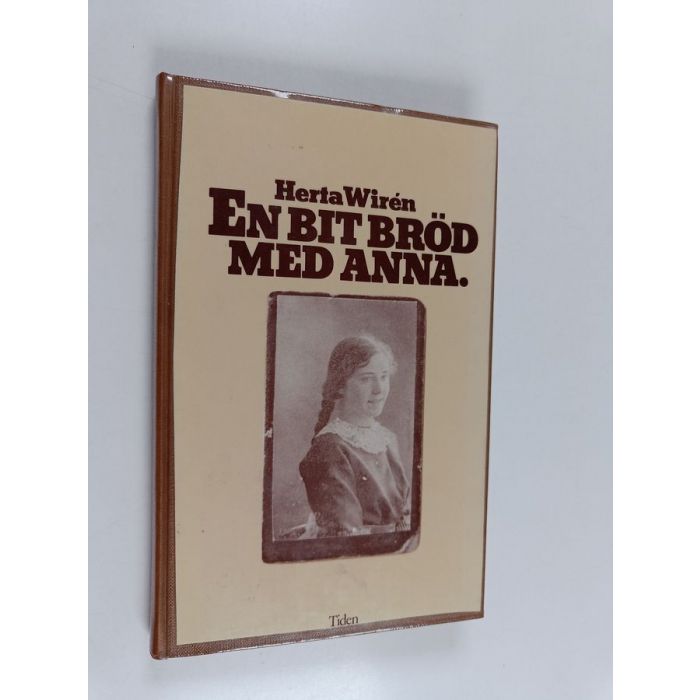 Herta Wirén
EN BIT BRÖD
MED ANNA.
Tiden